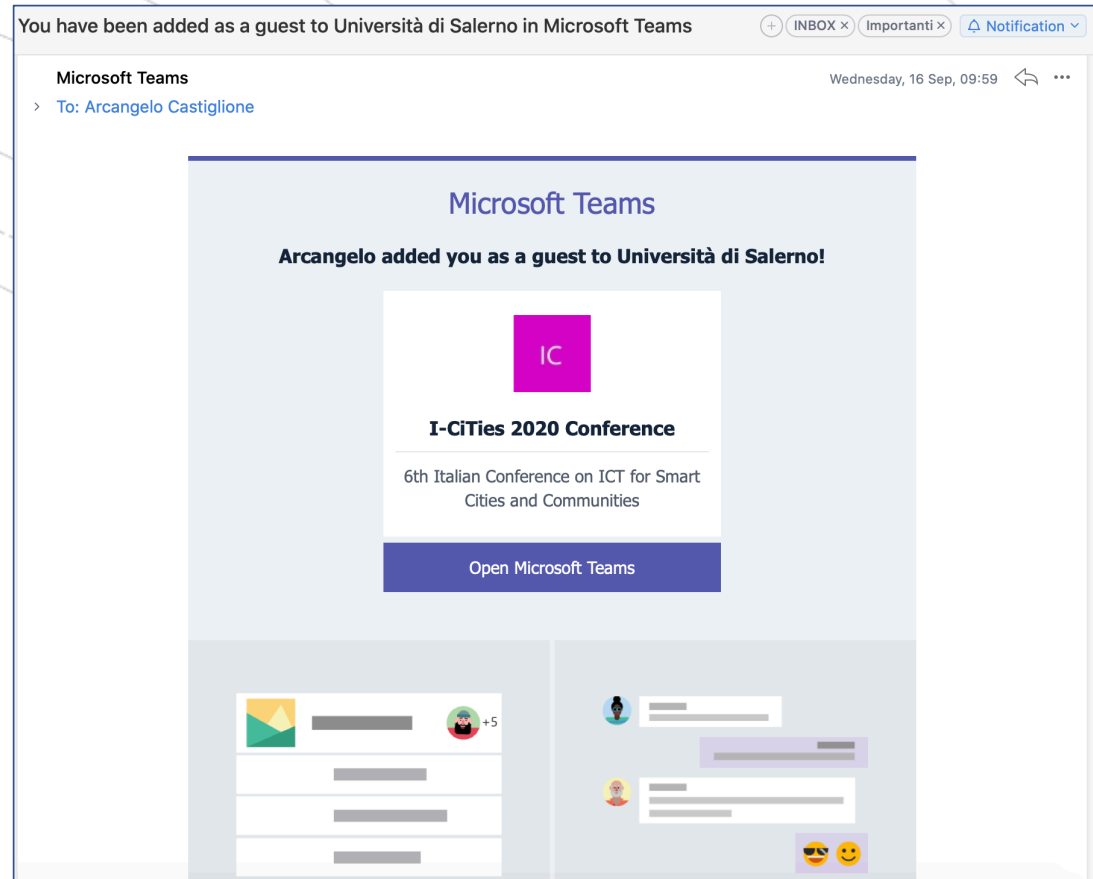 You have been added as a guest to Università di Salerno in Microsoft Teams
INBOX ×
Importanti ×
Notification
Microsoft Teams
Wednesday, 16 Sep, 09:59
To: Arcangelo Castiglione
Microsoft Teams
Arcangelo added you as a guest to Università di Salerno!
IC
I-CiTies 2020 Conference
6th Italian Conference on ICT for Smart
Cities and Communities
Open Microsoft Teams
+5